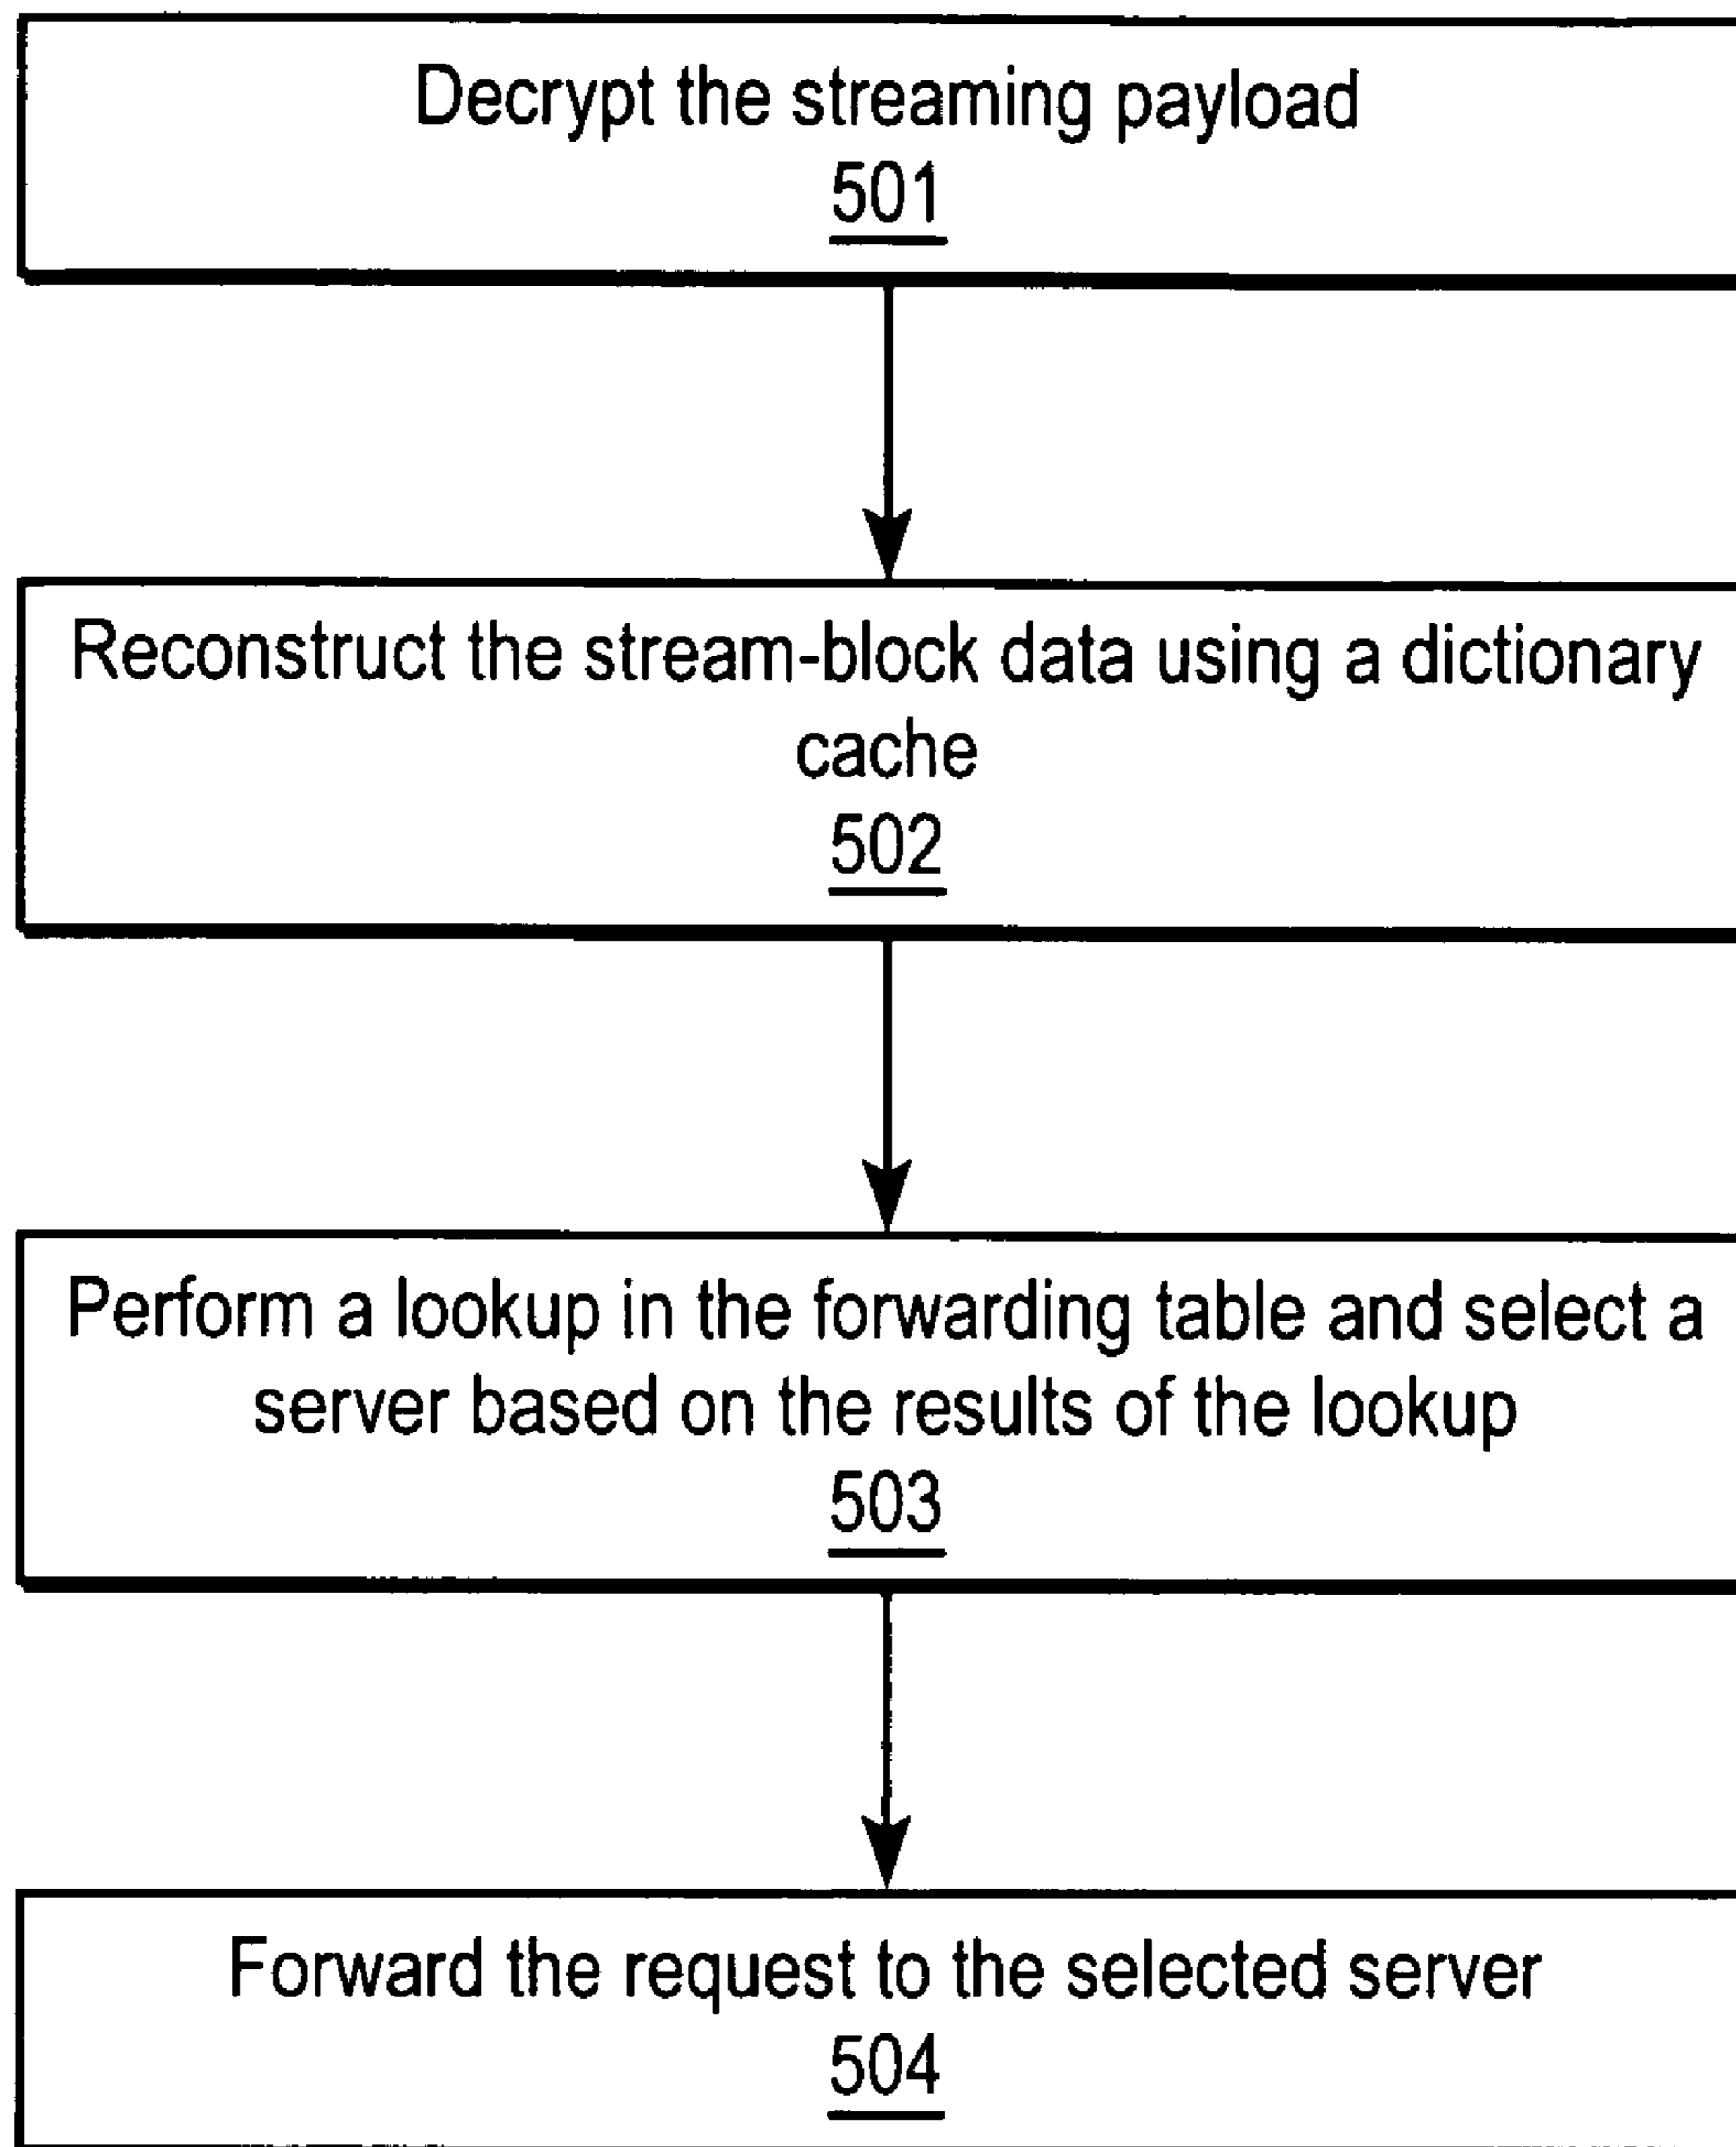 Decrypt the streaming payload
501
Reconstruct the stream-block data using a dictionary
cache
502
Perform a lookup in the forwarding table and select a
server based on the results of the lookup
503
Forward the request to the selected server
504